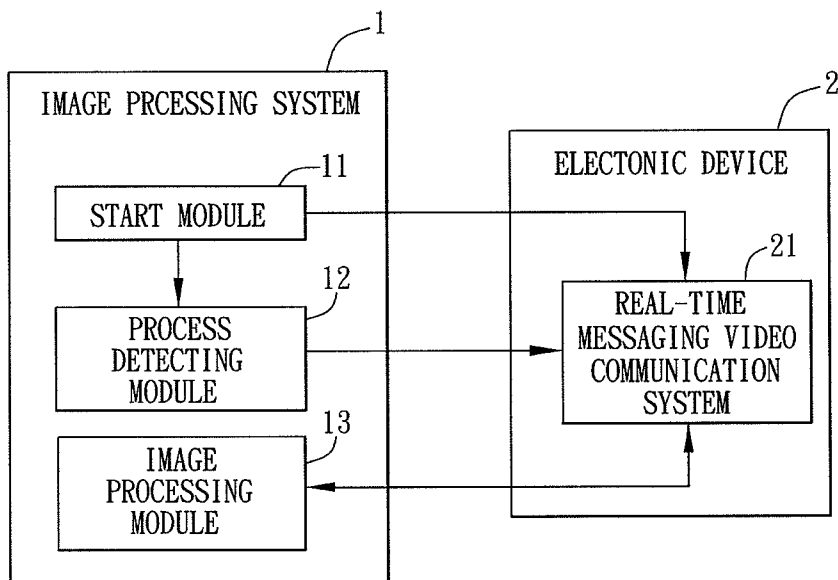 1
IMAGE PRCESSING SYSTEM
11
START MODULE
12
PROCESS
DETECTING
MODULE
13
IMAGE
PROCESSING
MODULE
2
ELECTONIC DEVICE
21
REAL-TIME
MESSAGING VIDEO
COMMUNICATION
SYSTEM